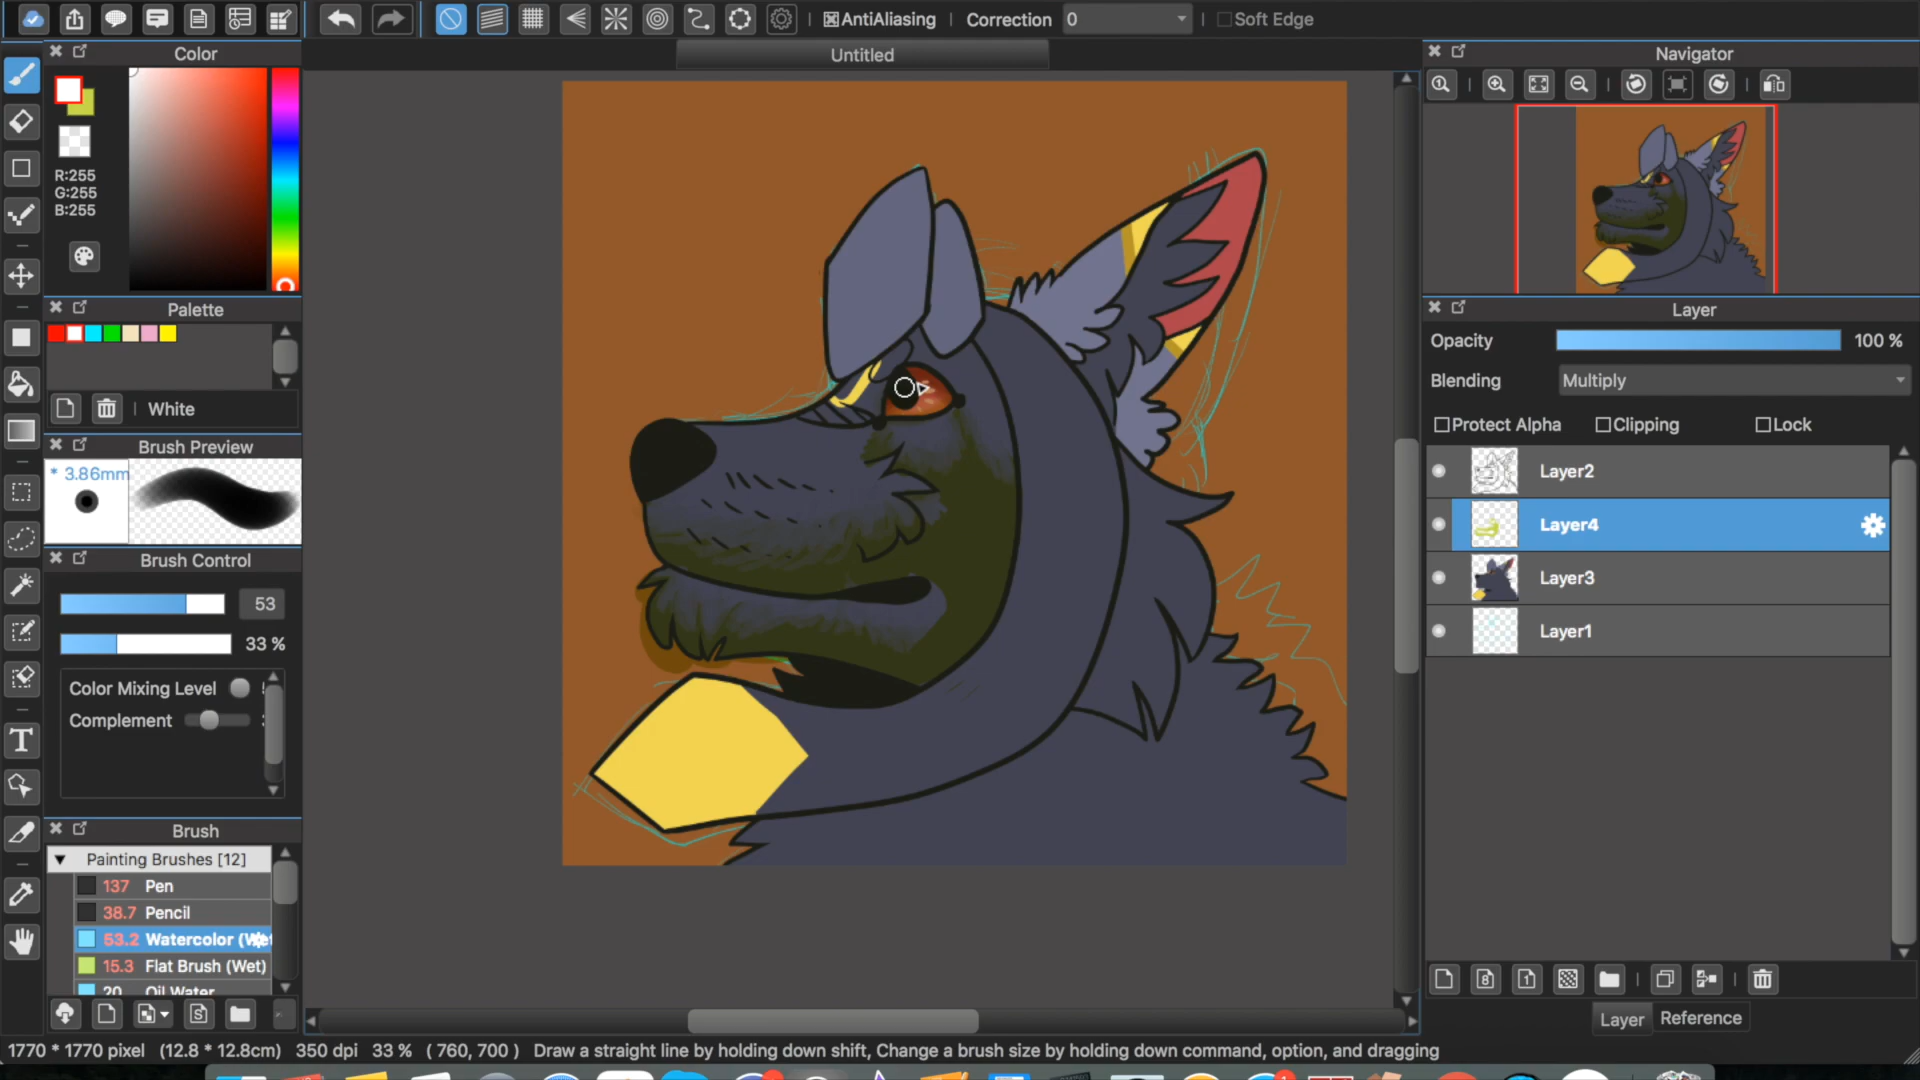 AntiAliasing
Correction
0
Soft Edge
Untitled
Color
R:255
G:255
B:255
Palette
White
Brush Preview
* 3.86mm
Brush Control
53
33 %
Color Mixing Level
Complement
Brush
Painting Brushes [12]
137 Pen
38.7 Pencil
53.2 Watercolor (Wet
15.3 Flat Brush (Wet)
20 Oil Water
1770 * 1770 pixel (12.8 * 12.8cm) 350 dpi 33 % ( 760, 700 ) Draw a straight line by holding down shift, Change a brush size by holding down command, option, and dragging
Navigator
Layer
Opacity
100 %
Blending
Multiply
Protect Alpha
Clipping
Lock
Layer2
Layer4
Layer3
Layer1
Layer
Reference